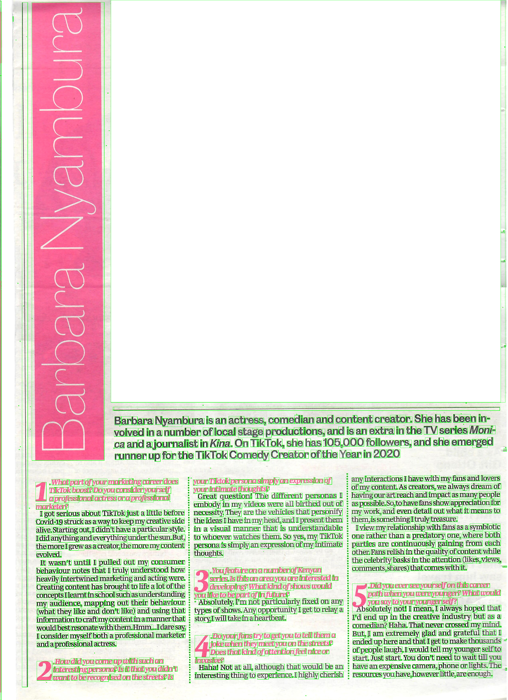 Barbara Nyambura
Barbara Nyambura is an actress, comedian and content creator. She has been in-
volved in a number of local stage productions, and is an extra in the TV series Moni-
ca and a journalist in Kina. On TikTok, she has 105,000 followers, and she emerged
runner up for the TikTok Comedy Creator of the Year in 2020
1 .What part of your marketing career does
TikTok boost? Do you consider yourself
a professional actress or a professional
marketer?
I got serious about TikTok just a little before
Covid-19 struck as a way to keep my creative side
alive. Starting out, I didn't have a particular style.
I did anything and everything under the sun. But,
the more I grew as a creator, the more my content
evolved.
It wasn't until I pulled out my consumer
behaviour notes that I truly understood how
heavily intertwined marketing and acting were.
Creating content has brought to life a lot of the
concepts I learnt in school such as understanding
my audience, mapping out their behaviour
(what they like and don't like) and using that
information to craft my content in a manner that
would best resonate with them. Hmm...I dare say,
I consider myself both a professional marketer
and a professional actress.
2 .How did you come up with such an
interesting persona? Is it that you didn't
want to be recognised on the streets? Is
your Tiktok persona simply an expression of
your intimate thoughts?
Great question! The different personas I
embody in my videos were all birthed out of
necessity. They are the vehicles that personify
the ideas I have in my head, and I present them
in a visual manner that is understandable
to whoever watches them. So yes, my TikTok
persona is simply an expression of my intimate
thoughts.
3 .You feature on a number of Kenyan
series. Is this an area you are interested in
developing? What kind of shows would
you like to be part of in future?
Absolutely. I'm not particularly fixed on any
types of shows. Any opportunity I get to relay a
story, I will take in a heartbeat.
4 .Do your fans try to get you to tell them a
joke when they meet you on the streets?
Does that kind of attention feel nice or
invasive?
Haha! Not at all, although that would be an
interesting thing to experience. I highly cherish
any interactions I have with my fans and lovers
of my content. As creators, we always dream of
having our art reach and impact as many people
as possible. So, to have fans show appreciation for
my work, and even detail out what it means to
them, is something I truly treasure.
I view my relationship with fans as a symbiotic
one rather than a predatory one, where both
parties are continuously gaining from each
other. Fans relish in the quality of content while
the celebrity basks in the attention (likes, views,
comments, shares) that comes with it.
5 .Did you ever see yourself on this career
path when you were younger? What would
you say to your younger self?
Absolutely not! I mean, I always hoped that
I'd end up in the creative industry but as a
comedian? Haha. That never crossed my mind.
But, I am extremely glad and grateful that I
ended up here and that I get to make thousands
of people laugh. I would tell my younger self to
start. Just start. You don't need to wait till you
have an expensive camera, phone or lights. The
resources you have, however little, are enough.